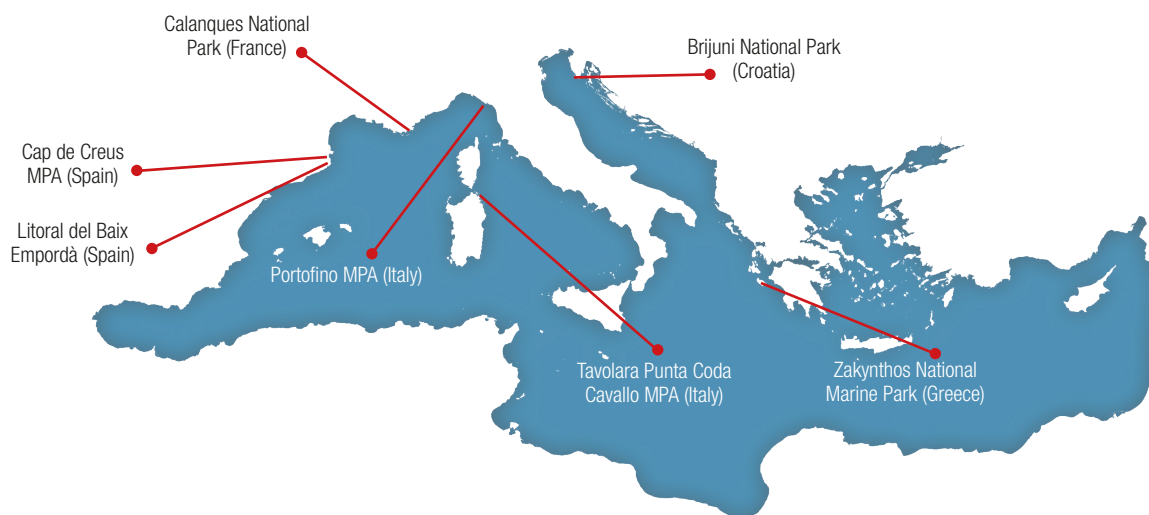 Calanques National
Park (France)
Brijuni National Park
(Croatia)
Cap de Creus
MPA (Spain)
Litoral del Baix
Empordà (Spain)
Portofino MPA (Italy)
Tavolara Punta Coda
Cavallo MPA (Italy)
Zakynthos National
Marine Park (Greece)